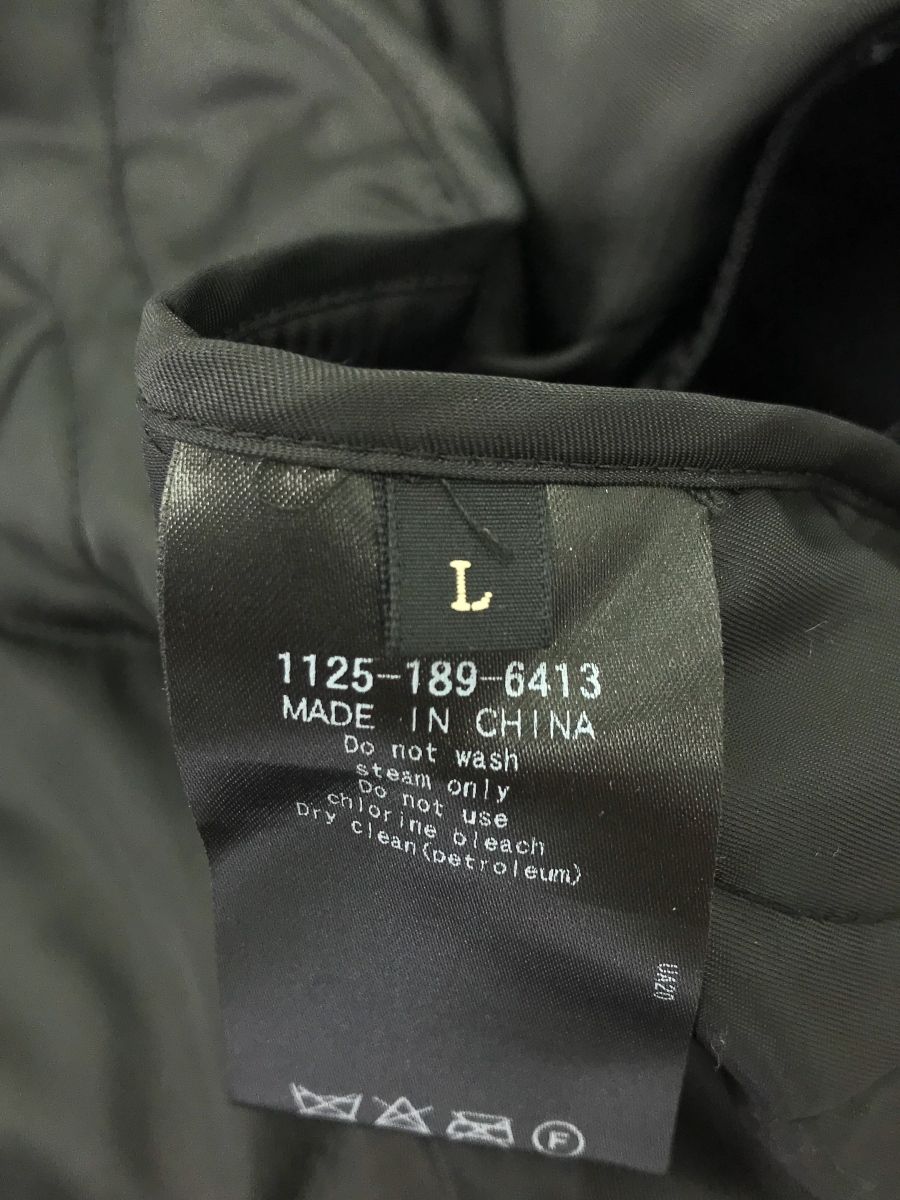 L
1125-189-6413
MADE IN CHINA
Do not wash
steam only
Do not use
chlorine bleach
Dry clean(petroleum)
UA20
F